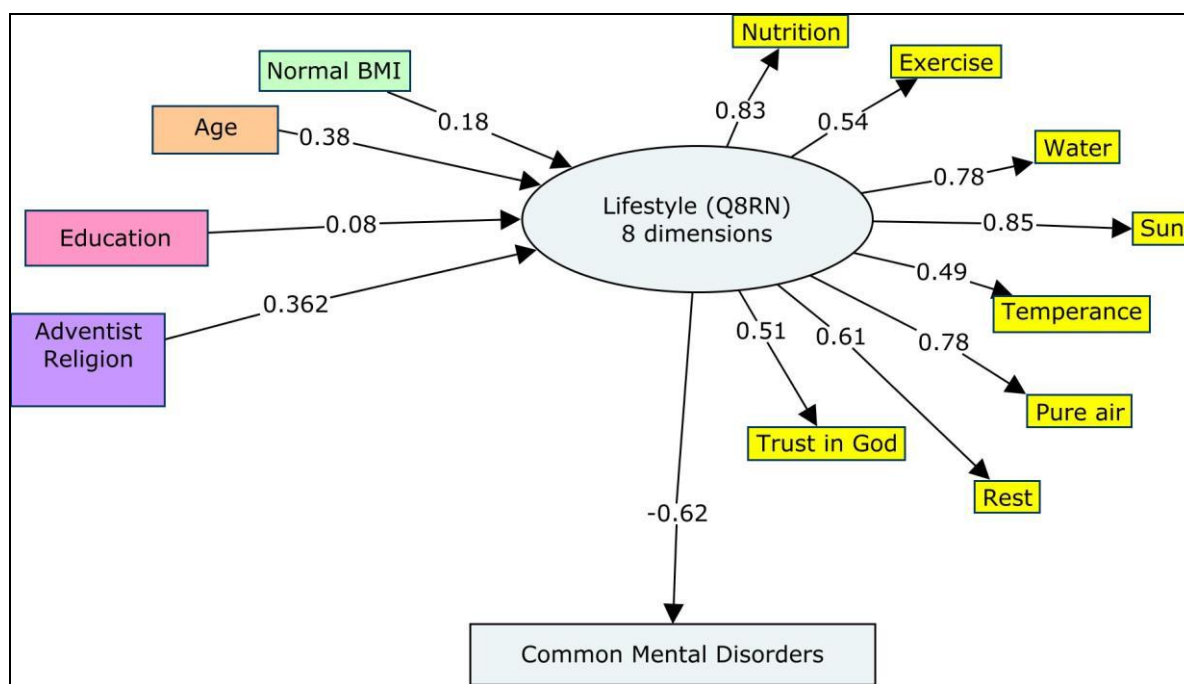 Nutrition
Exercise
Normal BMI
0.83
0.54
Age
0.18
0.38
Water
0.78
Lifestyle (Q8RN)
8 dimensions
Education
0.08
0.85
Sun
0.49
0.362
Temperance
Adventist
Religion
0.51
0.61
0.78
Pure air
Trust in God
Rest
-0.62
Common Mental Disorders